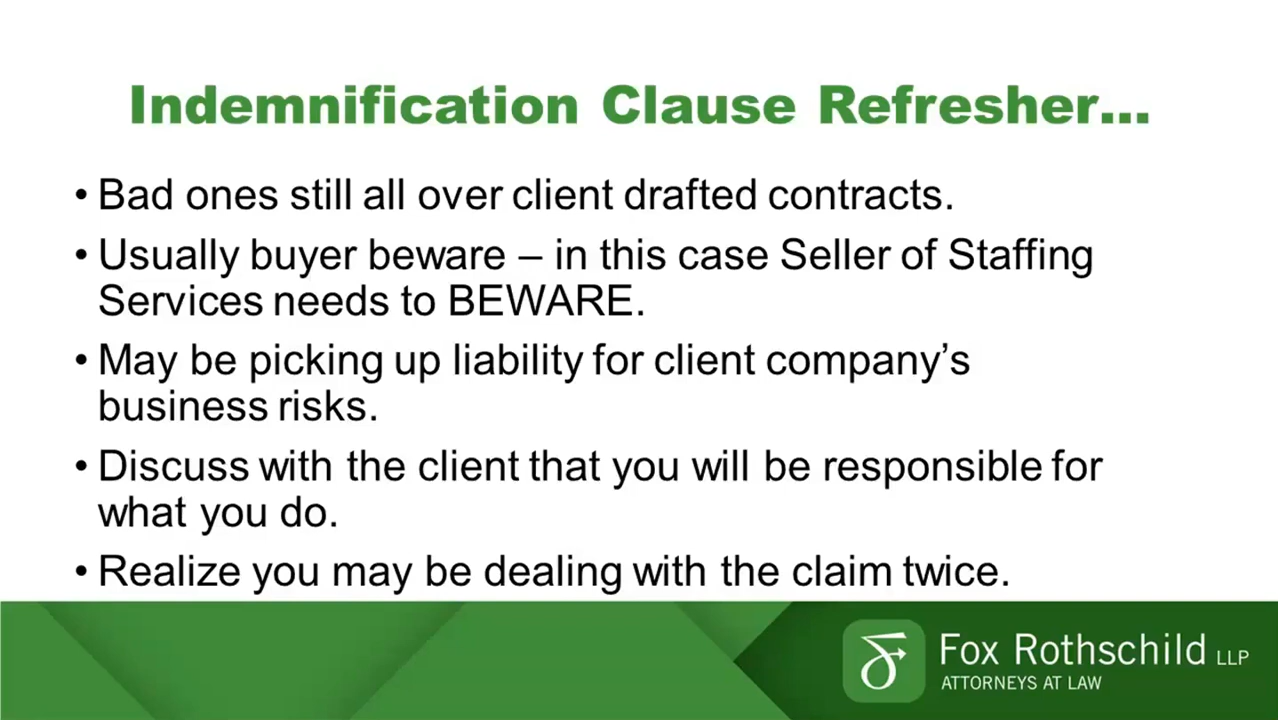 Indemnification Clause Refresher...
• Bad ones still all over client drafted contracts.
• Usually buyer beware – in this case Seller of Staffing
Services needs to BEWARE.
• May be picking up liability for client company’s
business risks.
• Discuss with the client that you will be responsible for
what you do.
• Realize you may be dealing with the claim twice.
Fox Rothschild LLP
ATTORNEYS AT LAW